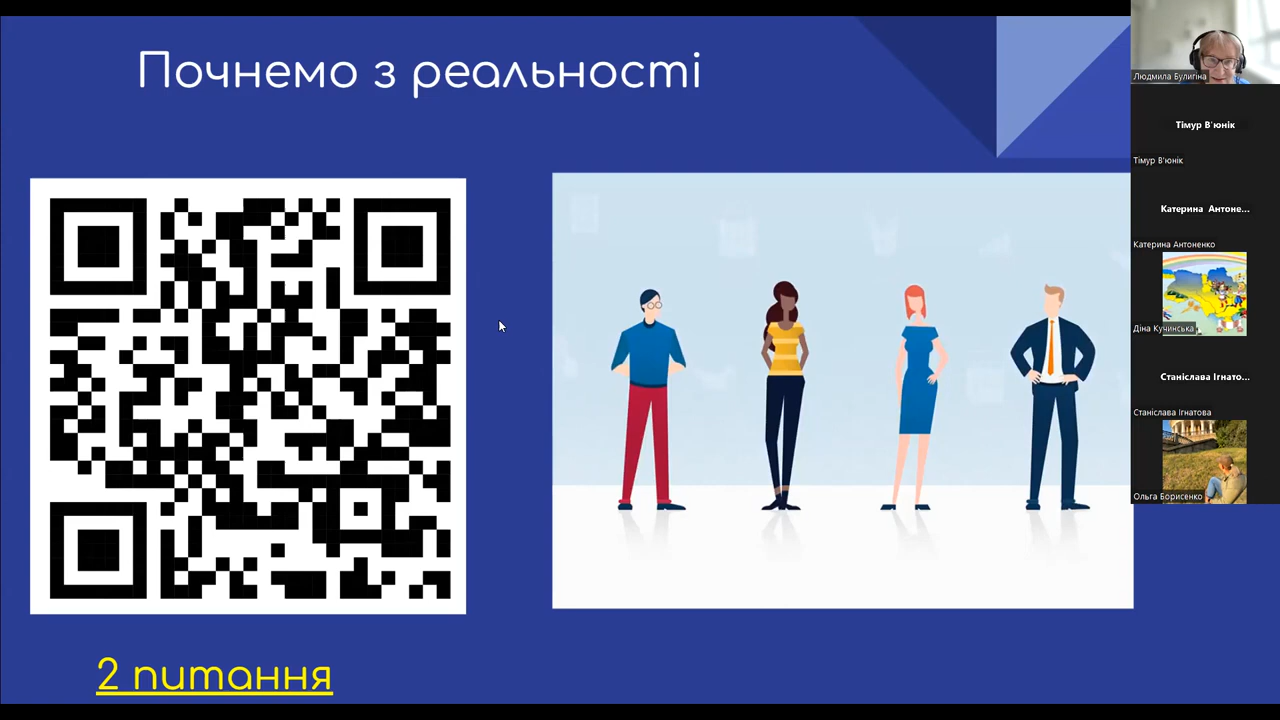 Почнемо з реальності
2 питання
Людмила Булигіна
Тімур В'юнік
Тімур В'юнік
Катерина Антоне...
Катерина Антоненко
Діна Кучинська
Станіслава Ігнато...
Станіслава Ігнатова
Ольга Борисенко